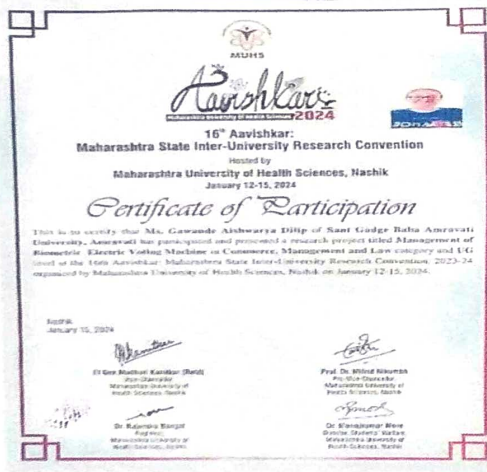 MUHS
Aavishkar
Maharashtra University of Health Sciences 2024
16th Aavishkar:
Maharashtra State Inter-University Research Convention
Hosted by
Maharashtra University of Health Sciences, Nashik
January 12-15, 2024
Certificate of Participation
This is to certify that Ms. Gawande Aishwarya Dilip of Sant Gadge Baba Amravati
University, Amravati has participated and presented a research project titled Management of
Biometric Electric Voting Machine in Commerce, Management and Law category and UG
level at the 16th Aavishkar: Maharashtra State Inter-University Research Convention, 2023-24
organized by Maharashtra University of Health Sciences, Nashik on January 12-15, 2024.
Nashik
January 15, 2024
Lt Gen Madhuri Kanitkar (Retd)
Vice-Chancellor
Maharashtra University of
Health Sciences, Nashik
Prof. Dr. Milind Nikumbh
Pro-Vice-Chancellor
Maharashtra University of
Health Sciences, Nashik
Dr. Rajendra Bangal
Registrar,
Maharashtra University of
Health Sciences, Nashik
Dr. Manojkumar More
Director, Students' Welfare,
Maharashtra University of
Health Sciences, Nashik